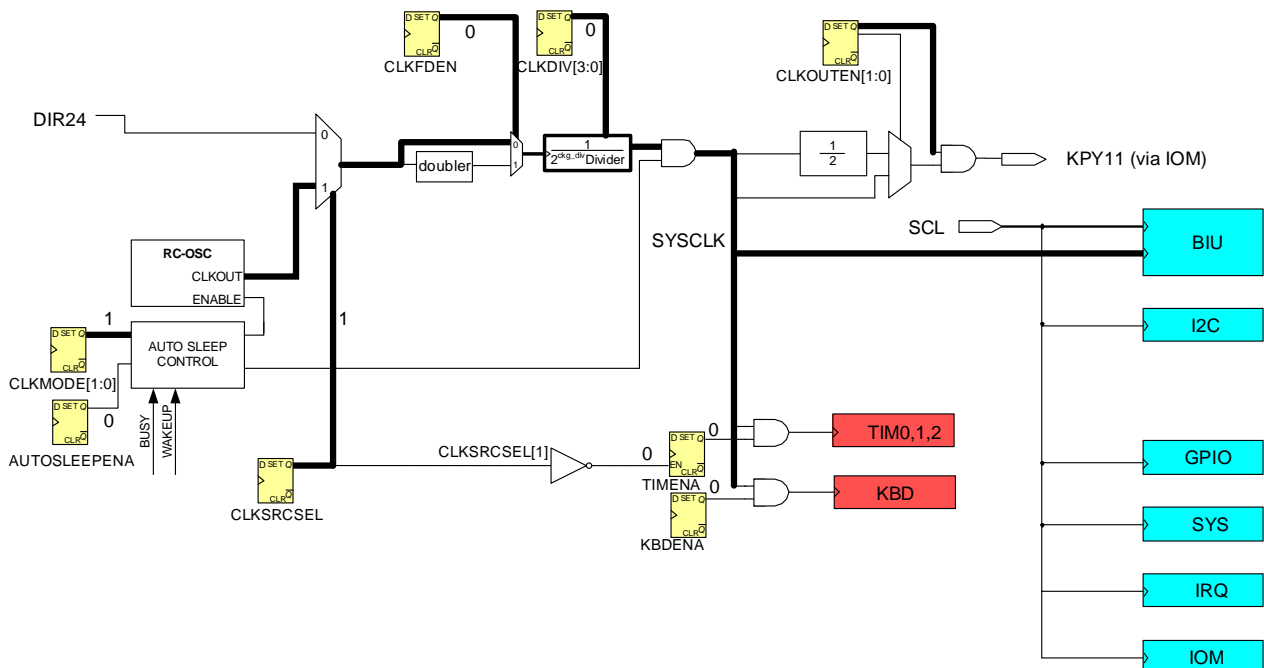 D SET Q
CLR Q
0
CLKFDEN
D SET Q
CLR Q
0
CLKDIV[3:0]
D SET Q
CLR Q
CLKOUTEN[1:0]
DIR24
0
1
doubler
0
1
1
2^ckg_div Divider
1
2
KPY11 (via IOM)
SCL
BIU
SYSCLK
RC-OSC
CLKOUT
ENABLE
1
1
D SET Q
CLR Q
CLKMODE[1:0]
AUTO SLEEP
CONTROL
I2C
D SET Q
CLR Q
0
AUTOSLEEPENA
BUSY
WAKEUP
CLKSRCSEL[1]
0
D SET Q
EN
CLR Q
0
TIMENA
TIM0,1,2
GPIO
D SET Q
CLR Q
CLKSRCSEL
D SET Q
CLR Q
0
KBDENA
KBD
SYS
IRQ
IOM